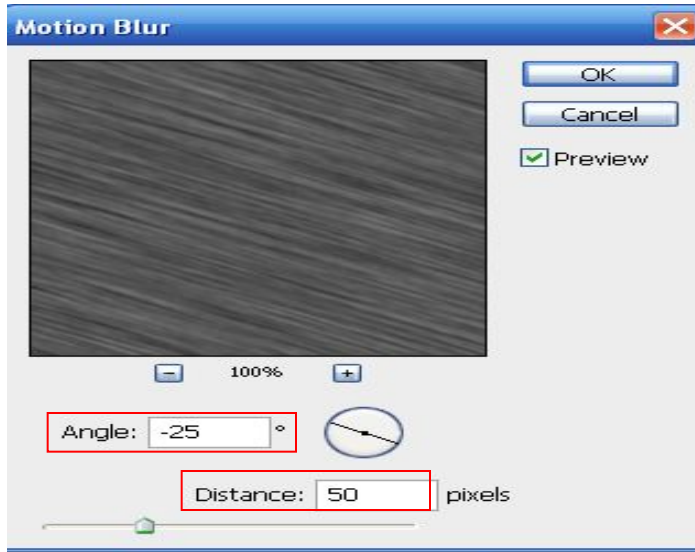 Motion Blur
OK
Cancel
Preview
- 100% +
Angle: -25 °
Distance: 50 pixels